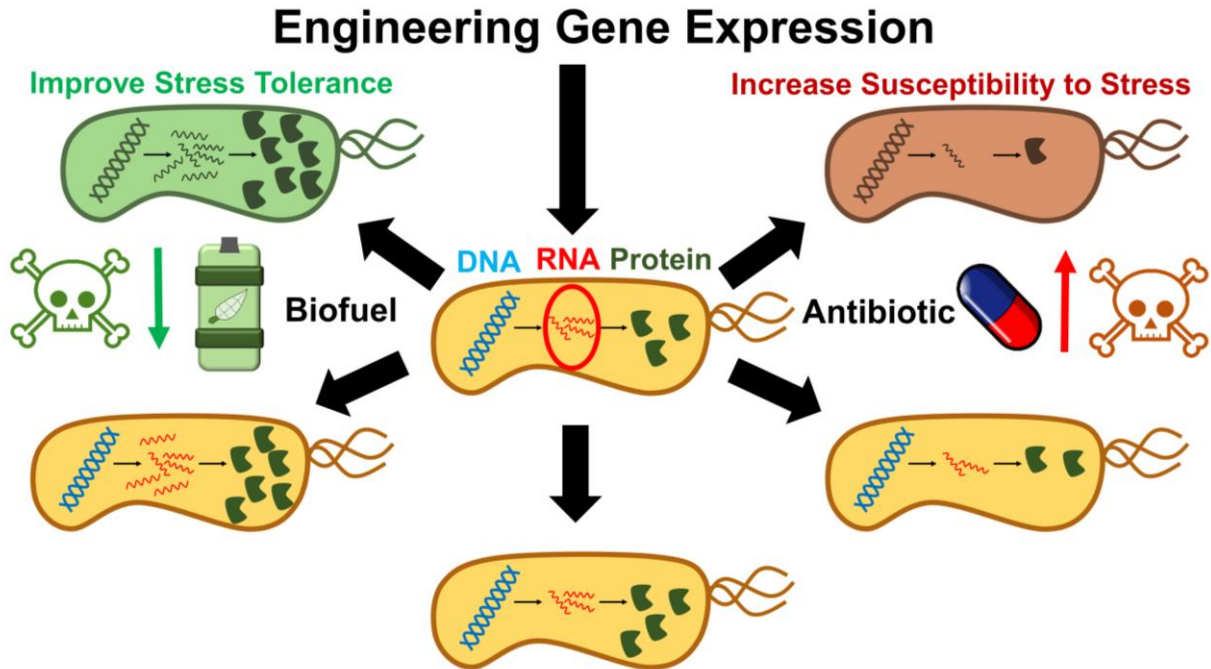 Engineering Gene Expression
Improve Stress Tolerance
Increase Susceptibility to Stress
DNA RNA Protein
Biofuel
Antibiotic